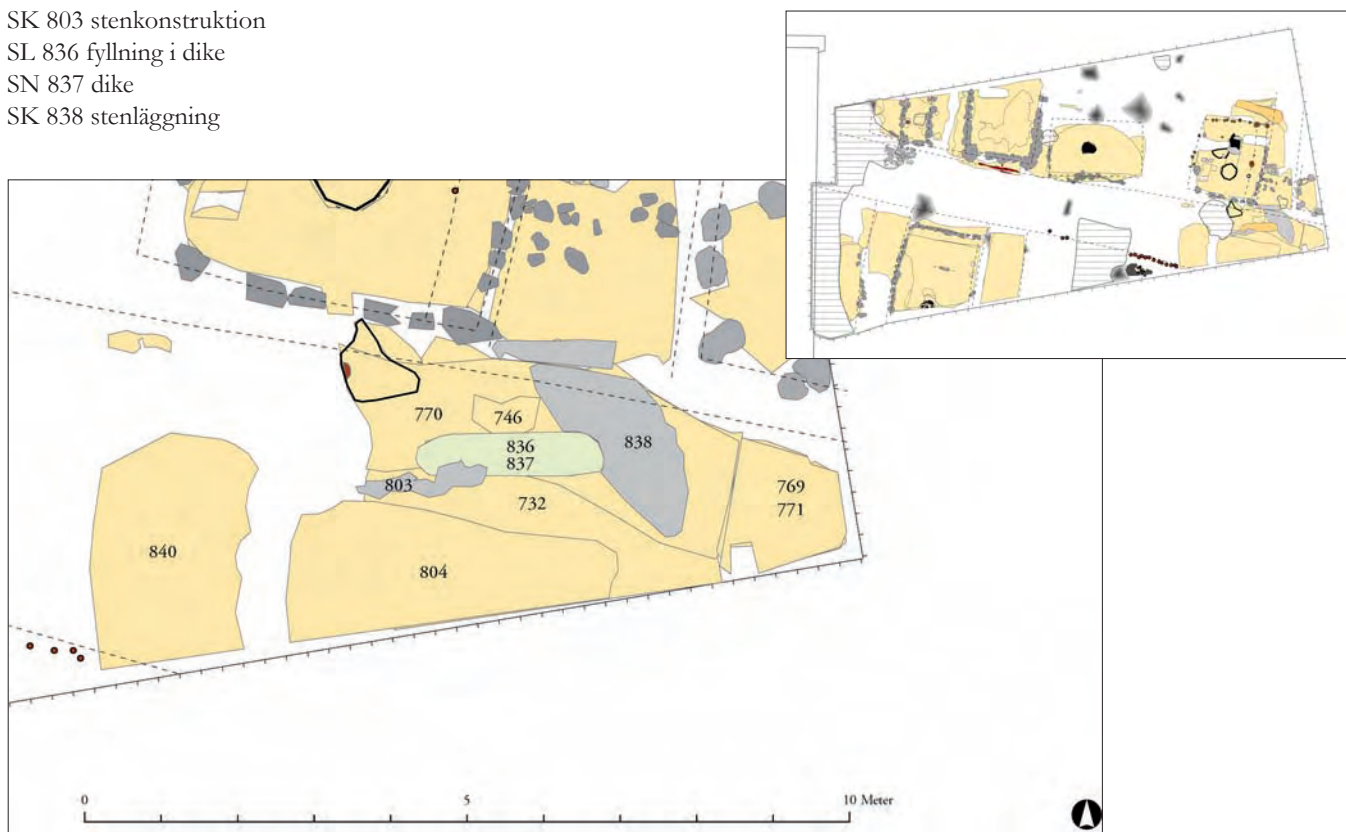 SK 803 stenkonstruktion
SL 836 fyllning i dike
SN 837 dike
SK 838 stenläggning
770
746
836
837
838
803
732
769
771
840
804
0 5 10 Meter